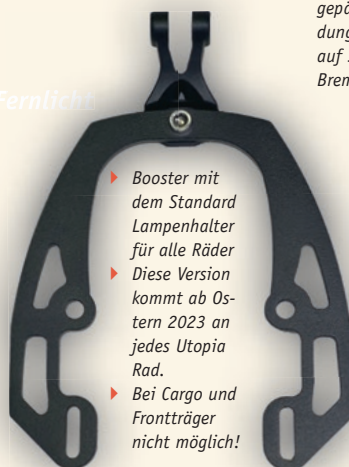 gepä
dung
auf
Brem
Fernlicht
Booster mit
dem Standard
Lampenhalter
für alle Räder
Diese Version
kommt ab Os-
tern 2023 an
jedes Utopia
Rad.
Bei Cargo und
Frontträger
nicht möglich!